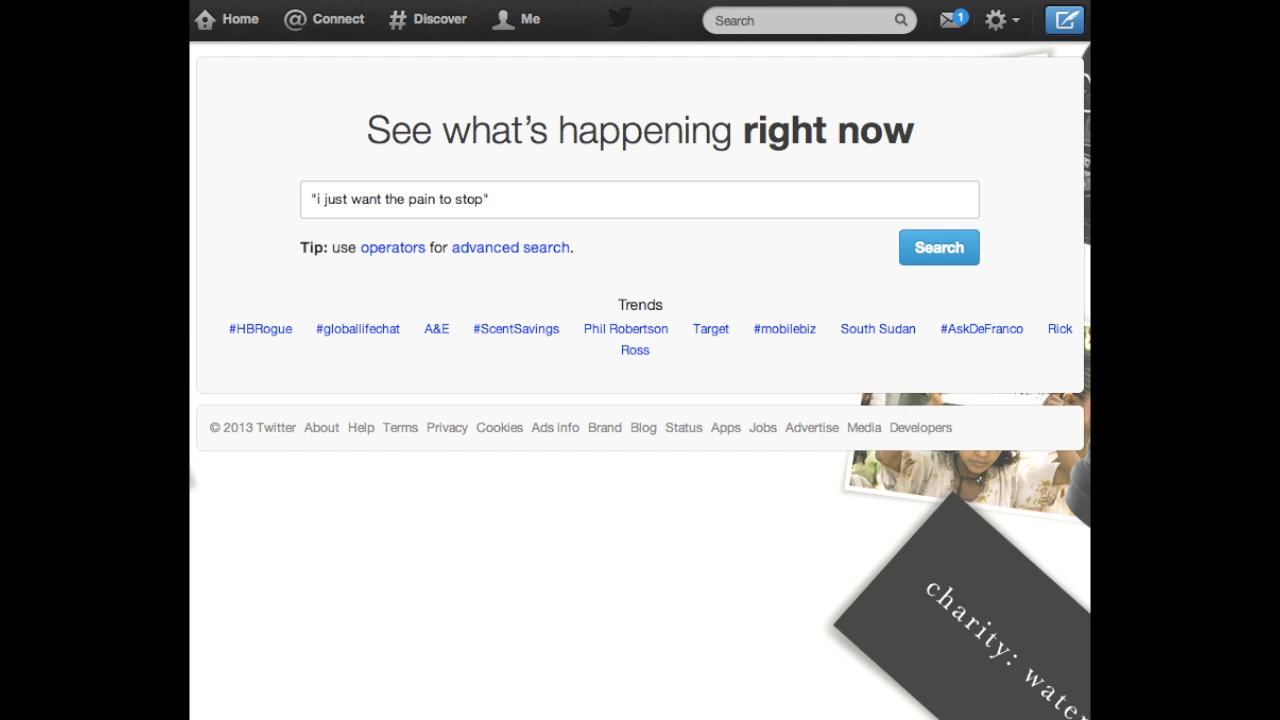 Home Connect Discover Me Search 1
See what's happening right now
"i just want the pain to stop"
Tip: use operators for advanced search.
Search
Trends
#HBRogue #globallifechat A&E #ScentSavings Phil Robertson Target #mobilebiz South Sudan #AskDeFranco Rick
Ross
© 2013 Twitter About Help Terms Privacy Cookies Ads info Brand Blog Status Apps Jobs Advertise Media Developers
charity: water